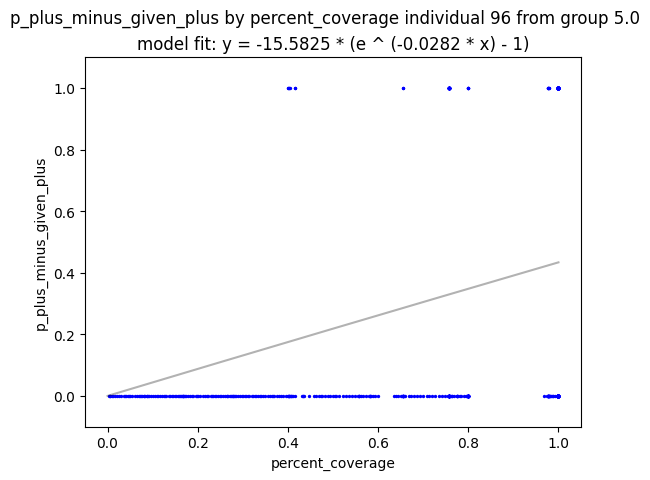 p_plus_minus_given_plus by percent_coverage individual 96 from group 5.0
model fit: y = -15.5825 * (e ^ (-0.0282 * x) - 1)
1.0
0.8
0.6
0.4
0.2
0.0
p_plus_minus_given_plus
0.0 0.2 0.4 0.6 0.8 1.0
percent_coverage